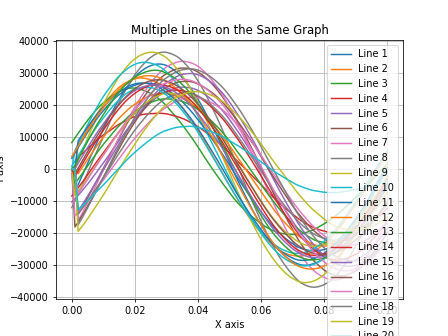 Multiple Lines on the Same Graph
40000
30000
20000
10000
0
−10000
−20000
−30000
−40000
0.00
0.02
0.04
0.06
0.08
X axis
axis
Line 1
Line 2
Line 3
Line 4
Line 5
Line 6
Line 7
Line 8
Line 9
Line 10
Line 11
Line 12
Line 13
Line 14
Line 15
Line 16
Line 17
Line 18
Line 19
Line 20